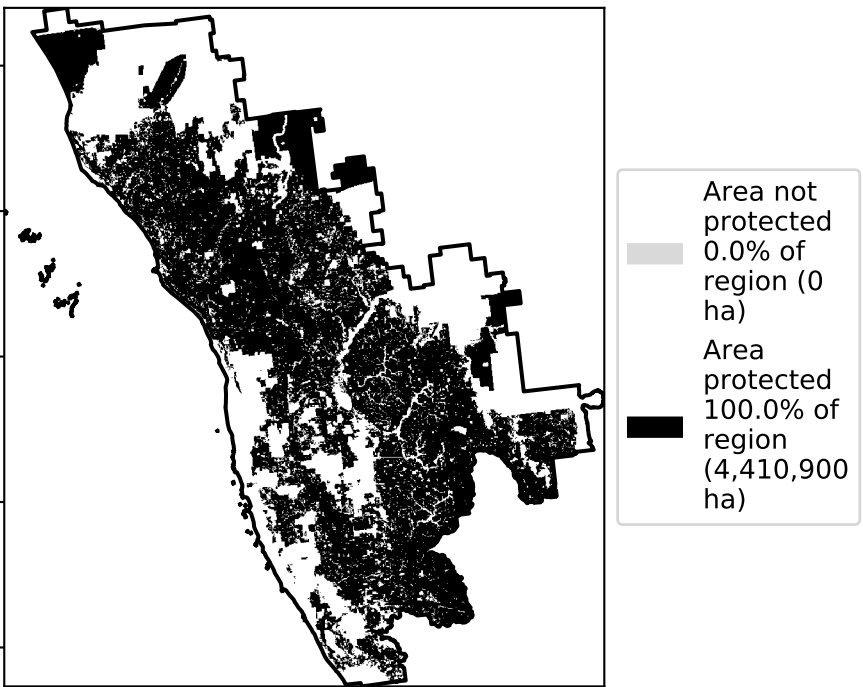 Area not
protected
0.0% of
region (0
ha)
Area
protected
100.0% of
region
(4,410,900
ha)